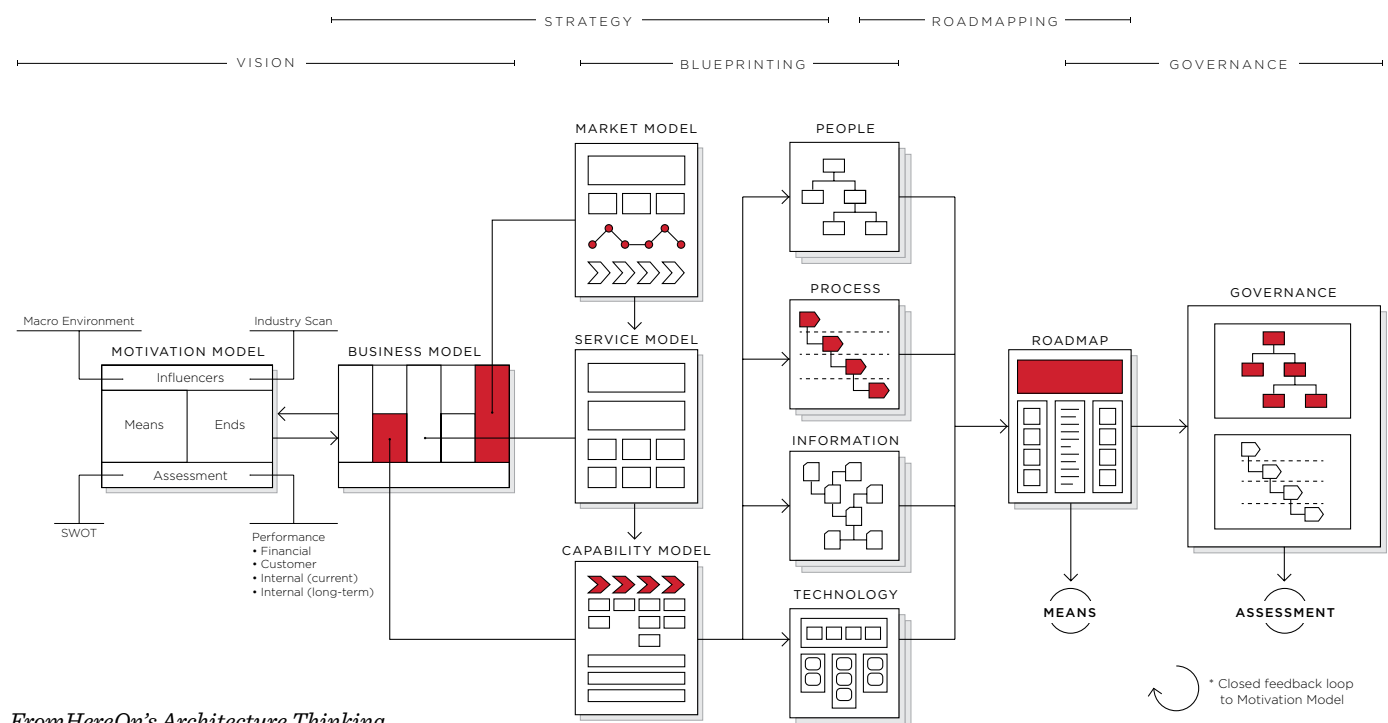 STRATEGY
ROADMAPPING
VISION
BLUEPRINTING
GOVERNANCE
MARKET MODEL
PEOPLE
PROCESS
GOVERNANCE
Macro Environment
Industry Scan
MOTIVATION MODEL
BUSINESS MODEL
SERVICE MODEL
ROADMAP
Influencers
Means
Ends
Assessment
INFORMATION
SWOT
Performance
• Financial
• Customer
• Internal (current)
• Internal (long-term)
CAPABILITY MODEL
TECHNOLOGY
MEANS
ASSESSMENT
* Closed feedback loop
to Motivation Model
FromHereOn's Architecture Thinking